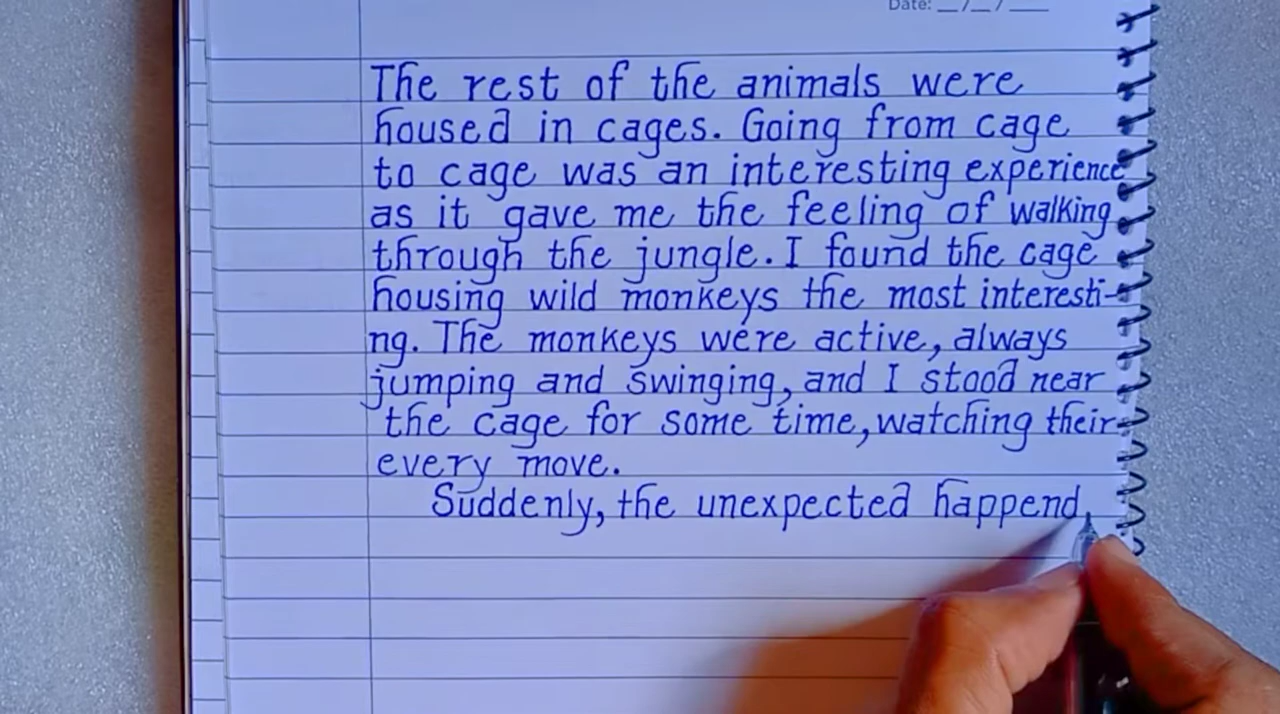 Date: __/__/____
The rest of the animals were
housed in cages. Going from cage
to cage was an interesting experience
as it gave me the feeling of walking
through the jungle. I found the cage
housing wild monkeys the most interesti-
ng. The monkeys were active, always
jumping and swinging, and I stood near
the cage for some time, watching their
every move.
Suddenly, the unexpected happend,